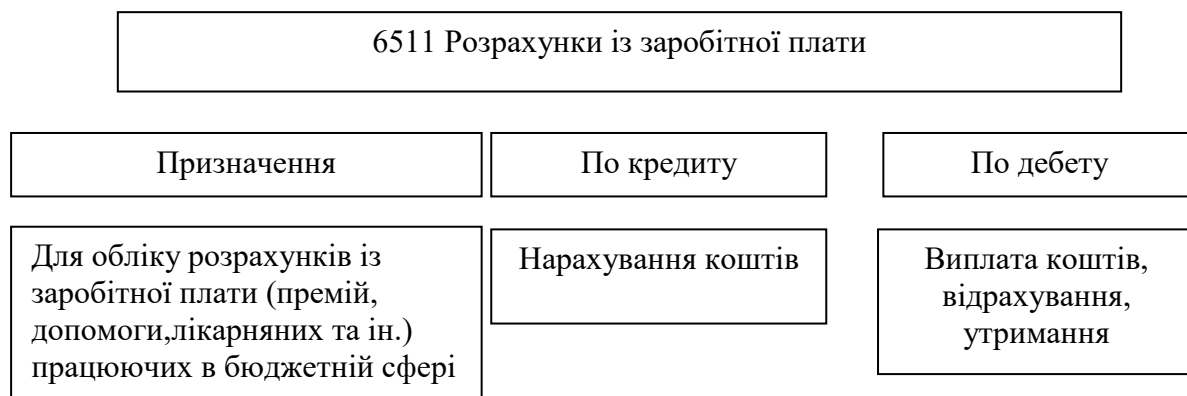 6511 Розрахунки із заробітної плати
Призначення
По кредиту
По дебету
Для обліку розрахунків із
заробітної плати (премій,
допомоги,лікарняних та ін.)
працюючих в бюджетній сфері
Нарахування коштів
Виплата коштів,
відрахування,
утримання